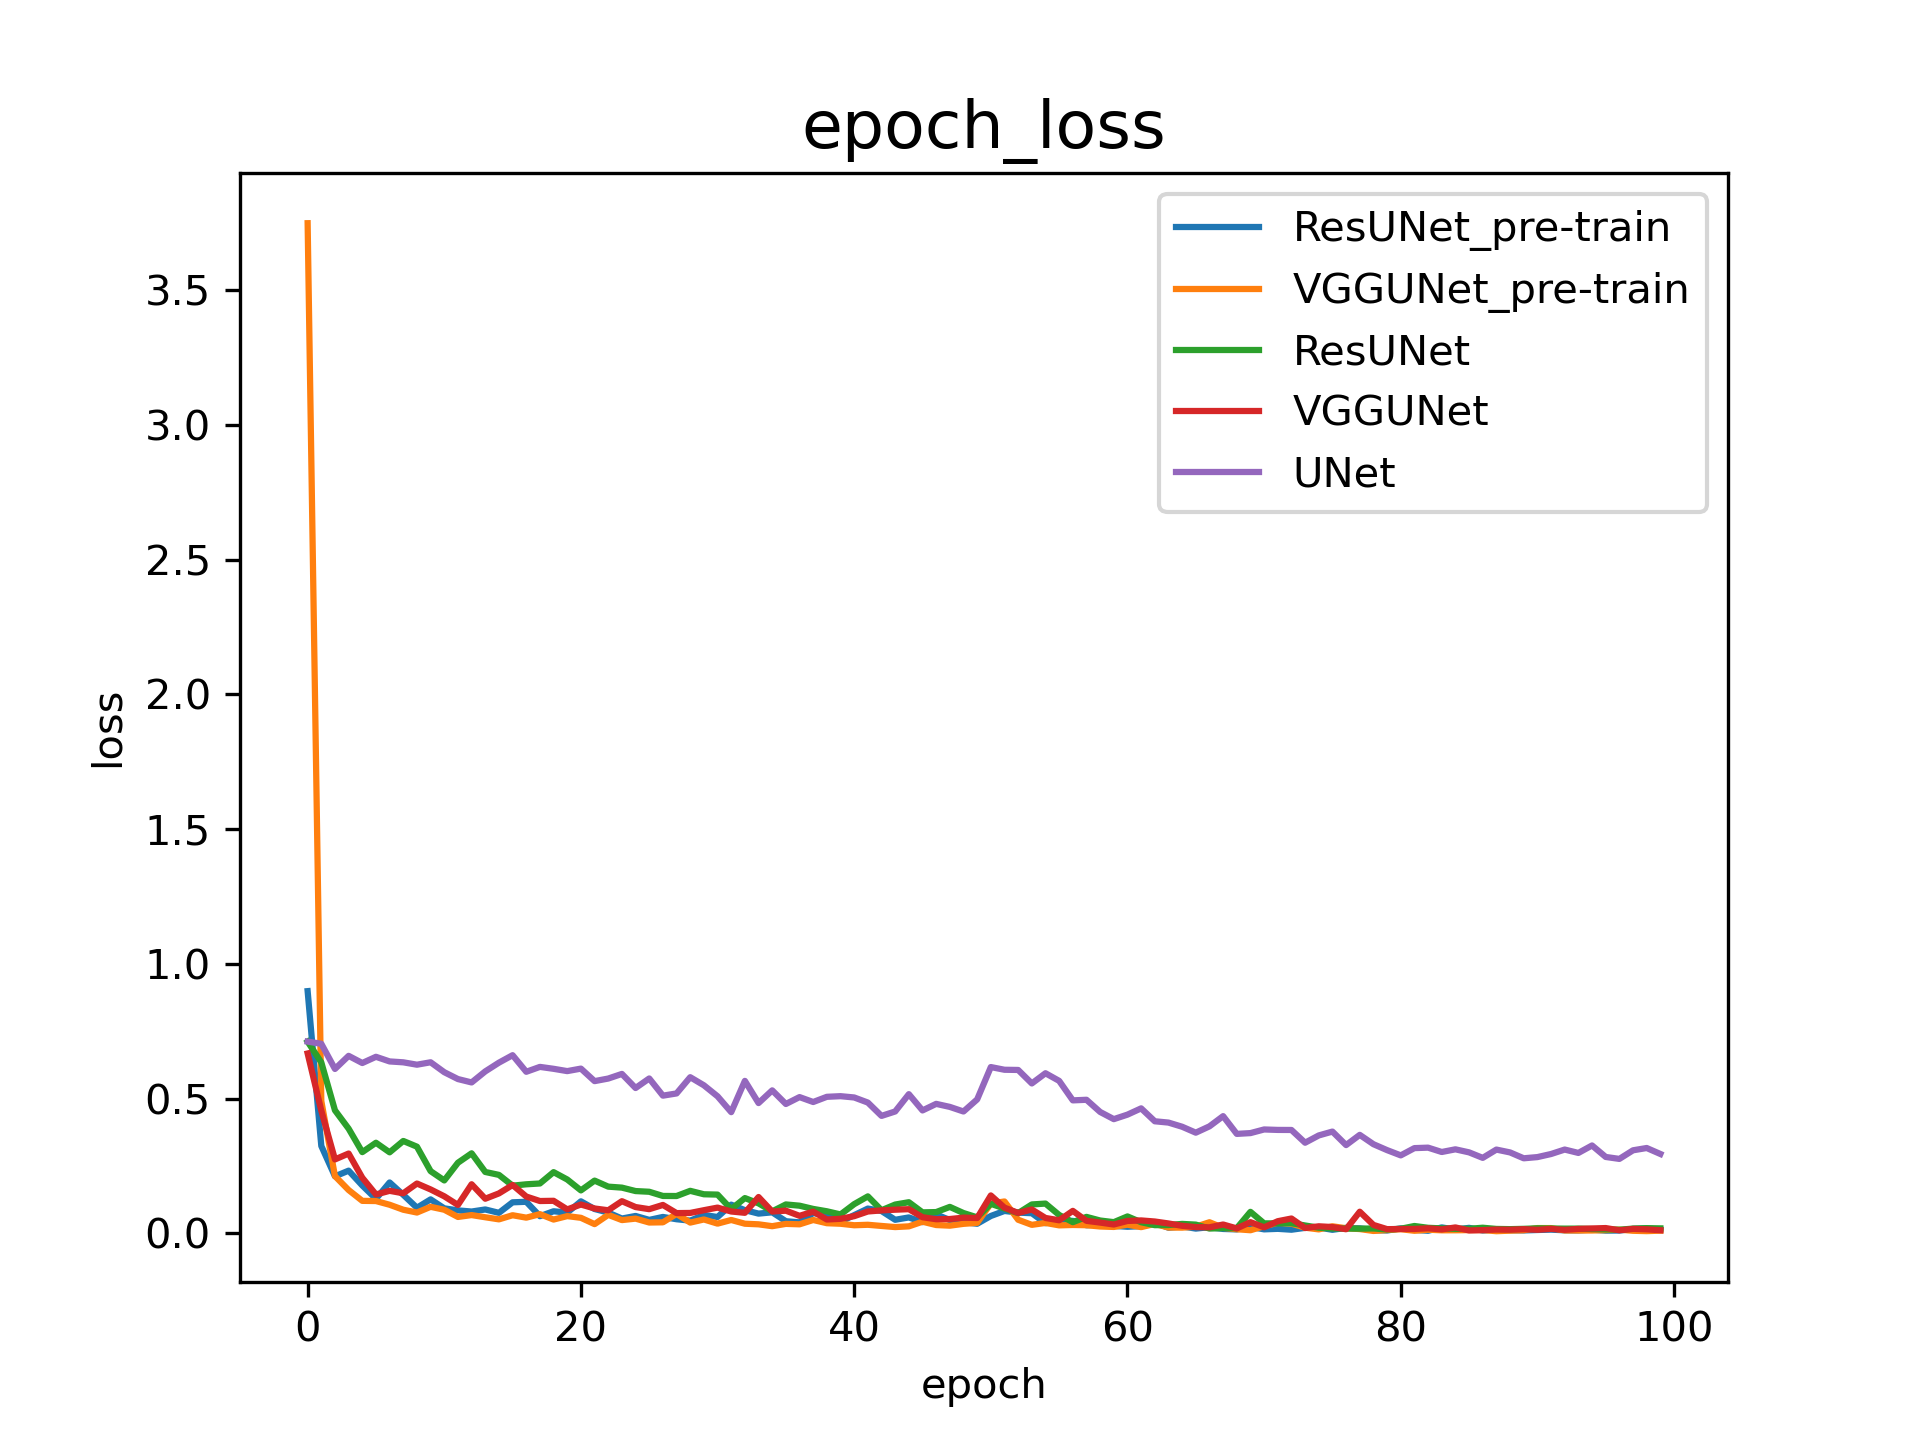 epoch_loss
ResUNet_pre-train
VGGUNet_pre-train
ResUNet
VGGUNet
UNet
3.5
3.0
2.5
2.0
1.5
1.0
0.5
0.0
loss
0 20 40 60 80 100
epoch